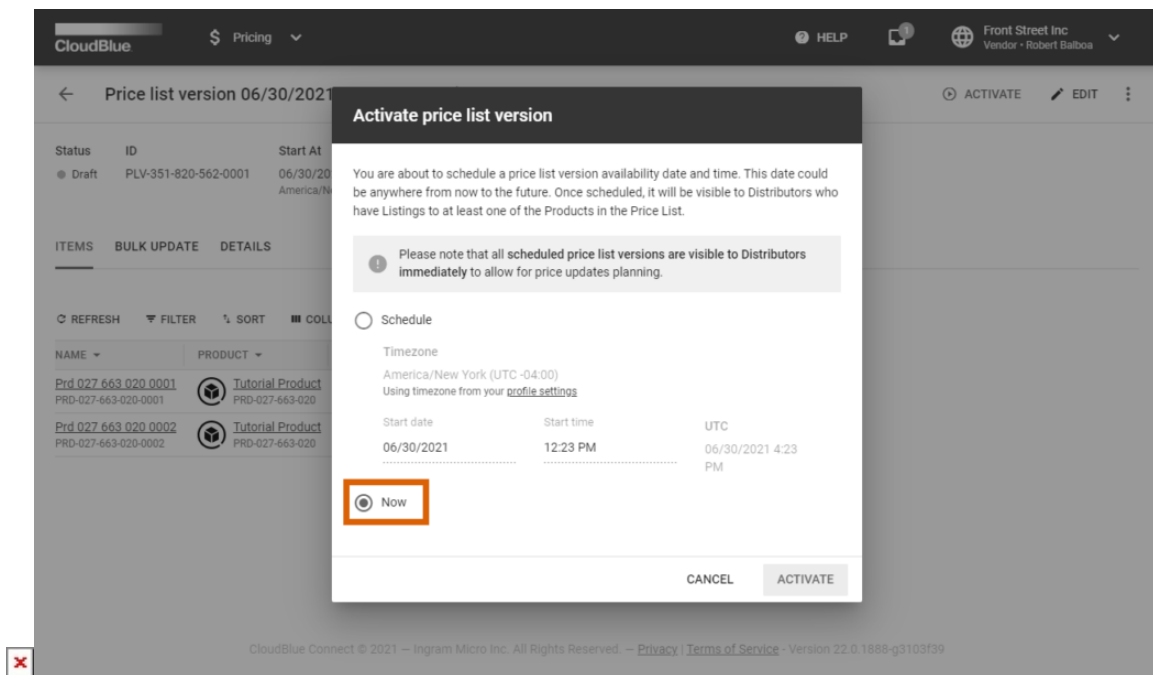 CloudBlue
$ Pricing
HELP
1
Front Street Inc
Vendor • Robert Balboa
Price list version 06/30/2021
ACTIVATE
EDIT
Status ID Start At
Draft PLV-351-820-562-0001 06/30/20
America/N
ITEMS BULK UPDATE DETAILS
REFRESH FILTER SORT COLU
NAME PRODUCT
Prd 027 663 020 0001 Tutorial Product
PRD-027-663-020-0001 PRD-027-663-020
Prd 027 663 020 0002 Tutorial Product
PRD-027-663-020-0002 PRD-027-663-020
Activate price list version
You are about to schedule a price list version availability date and time. This date could
be anywhere from now to the future. Once scheduled, it will be visible to Distributors who
have Listings to at least one of the Products in the Price List.
Please note that all scheduled price list versions are visible to Distributors
immediately to allow for price updates planning.
Schedule
Timezone
America/New York (UTC -04:00)
Using timezone from your profile settings
Start date Start time UTC
06/30/2021 12:23 PM 06/30/2021 4:23
PM
Now
CANCEL ACTIVATE
CloudBlue Connect © 2021 – Ingram Micro Inc. All Rights Reserved. – Privacy | Terms of Service - Version 22.0.1888-g3103f39